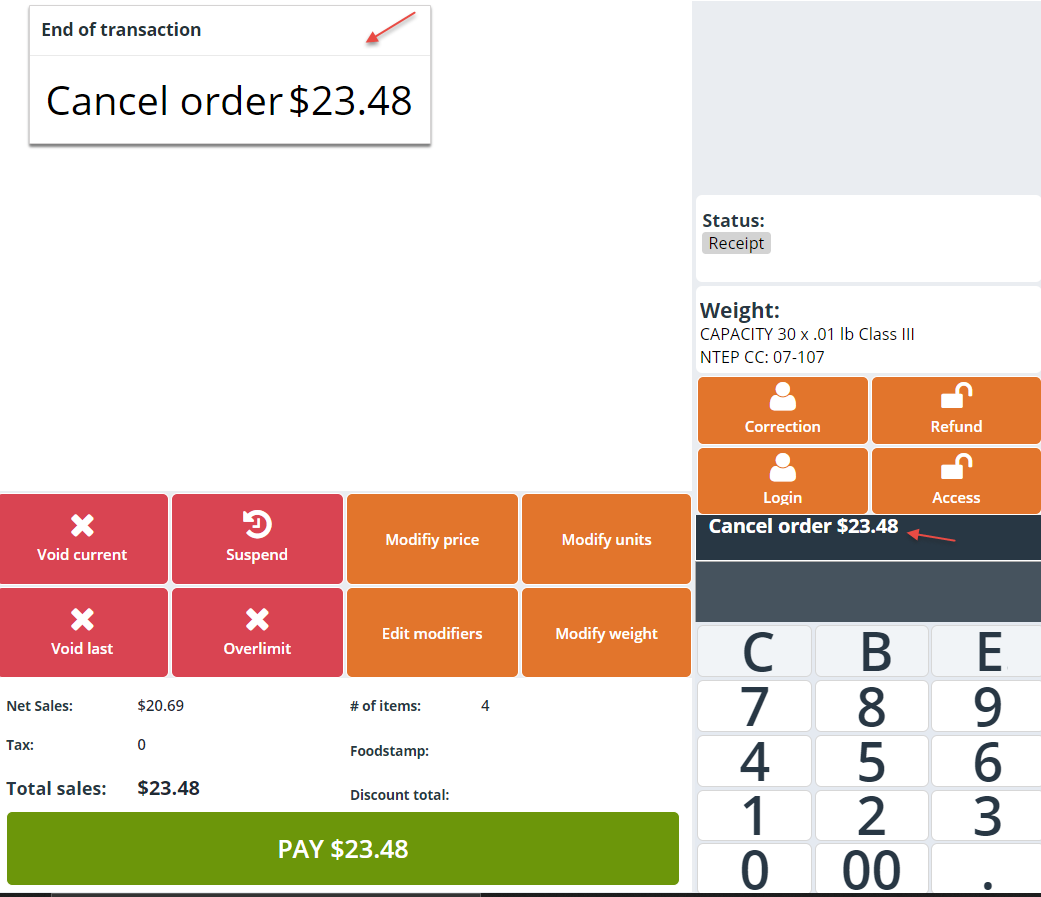 End of transaction
Cancel order $23.48
Status:
Receipt
Weight:
CAPACITY 30 x .01 lb Class III
NTEP CC: 07-107
Correction
Refund
Login
Access
Cancel order $23.48
Void current
Suspend
Modifiy price
Modify units
Void last
Overlimit
Edit modifiers
Modify weight
Net Sales: $20.69
# of items: 4
Tax: 0
Foodstamp:
Total sales: $23.48
Discount total:
PAY $23.48
C B E
7 8 9
4 5 6
1 2 3
0 00 .